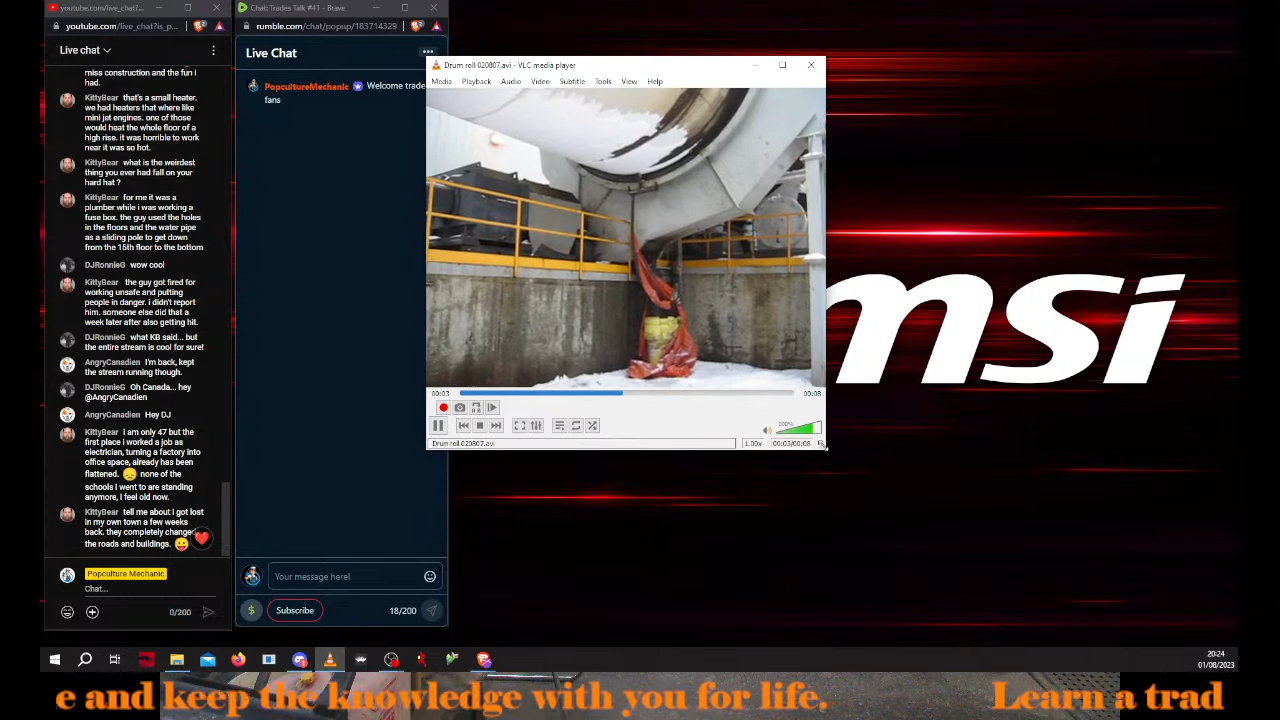 youtube.com/live_chat?...
youtube.com/live_chat?is_p...
2
Live chat
miss construction and the fun i
had.
KittyBear that's a small heater.
we had heaters that where like
mini jet engines. one of those
would heat the whole floor of a
high rise. it was horrible to work
near it was so hot.
KittyBear what is the weirdest
thing you ever had fall on your
hard hat ?
KittyBear for me it was a
plumber while i was working a
fuse box. the guy used the holes
in the floors and the water pipe
as a sliding pole to get down
from the 15th floor to the bottom
DJRonnieG wow cool
KittyBear the guy got fired for
working unsafe and putting
people in danger. i didn't report
him. someone else did that a
week later after also getting hit.
DJRonnieG what KB said... but
the entire stream is cool for sure!
AngryCanadien I'm back, kept
the stream running though.
DJRonnieG Oh Canada... hey
@AngryCanadien
AngryCanadien Hey DJ
KittyBear i am only 47 but the
first place i worked a job as
electrician, turning a factory into
office space, already has been
flattened. 😞 none of the
schools i went to are standing
anymore, i feel old now.
KittyBear tell me about i got lost
in my own town a few weeks
back. they completely change
the roads and buildings. 😛
Popculture Mechanic
Chat...
0/200
Chat: Trades Talk #41 - Brave
rumble.com/chat/popup/183714329
Live Chat
PopcultureMechanic Welcome trade
fans
Your message here!
$ Subscribe 18/200
Drum roll 020807.avi - VLC media player
Media Playback Audio Video Subtitle Tools View Help
00:03 00:08
100%
Drum roll 020807.avi 1.00x 00:03/00:08
msi
20:24
01/08/2023
e and keep the knowledge with you for life. Learn a trad